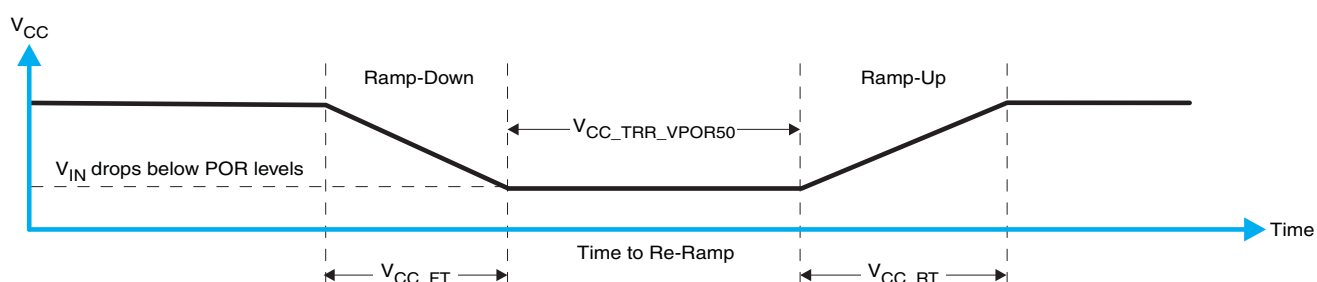 VCC
Ramp-Down
Ramp-Up
VCC_TRR_VPOR50
VIN drops below POR levels
Time
Time to Re-Ramp
VCC_FT
VCC_RT